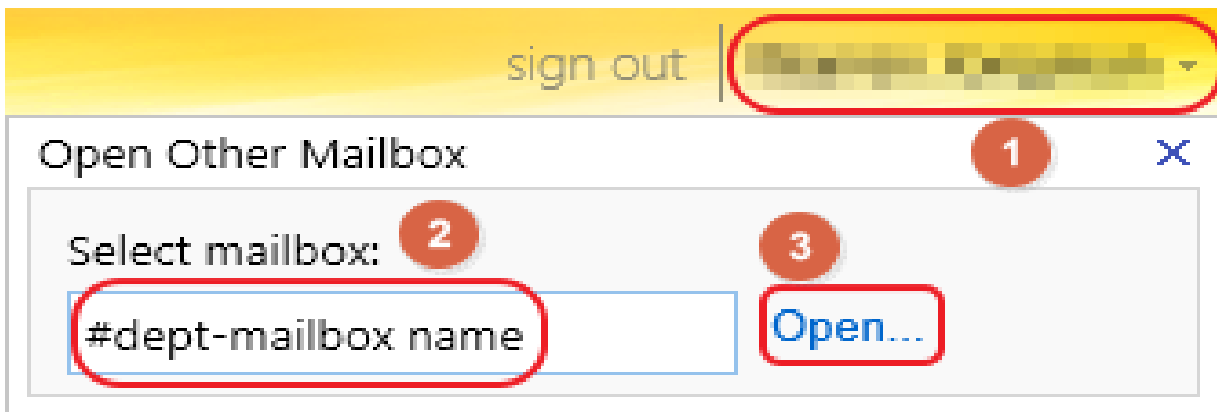 sign out
1
Open Other Mailbox
Select mailbox:
2
3
#dept-mailbox name
Open...